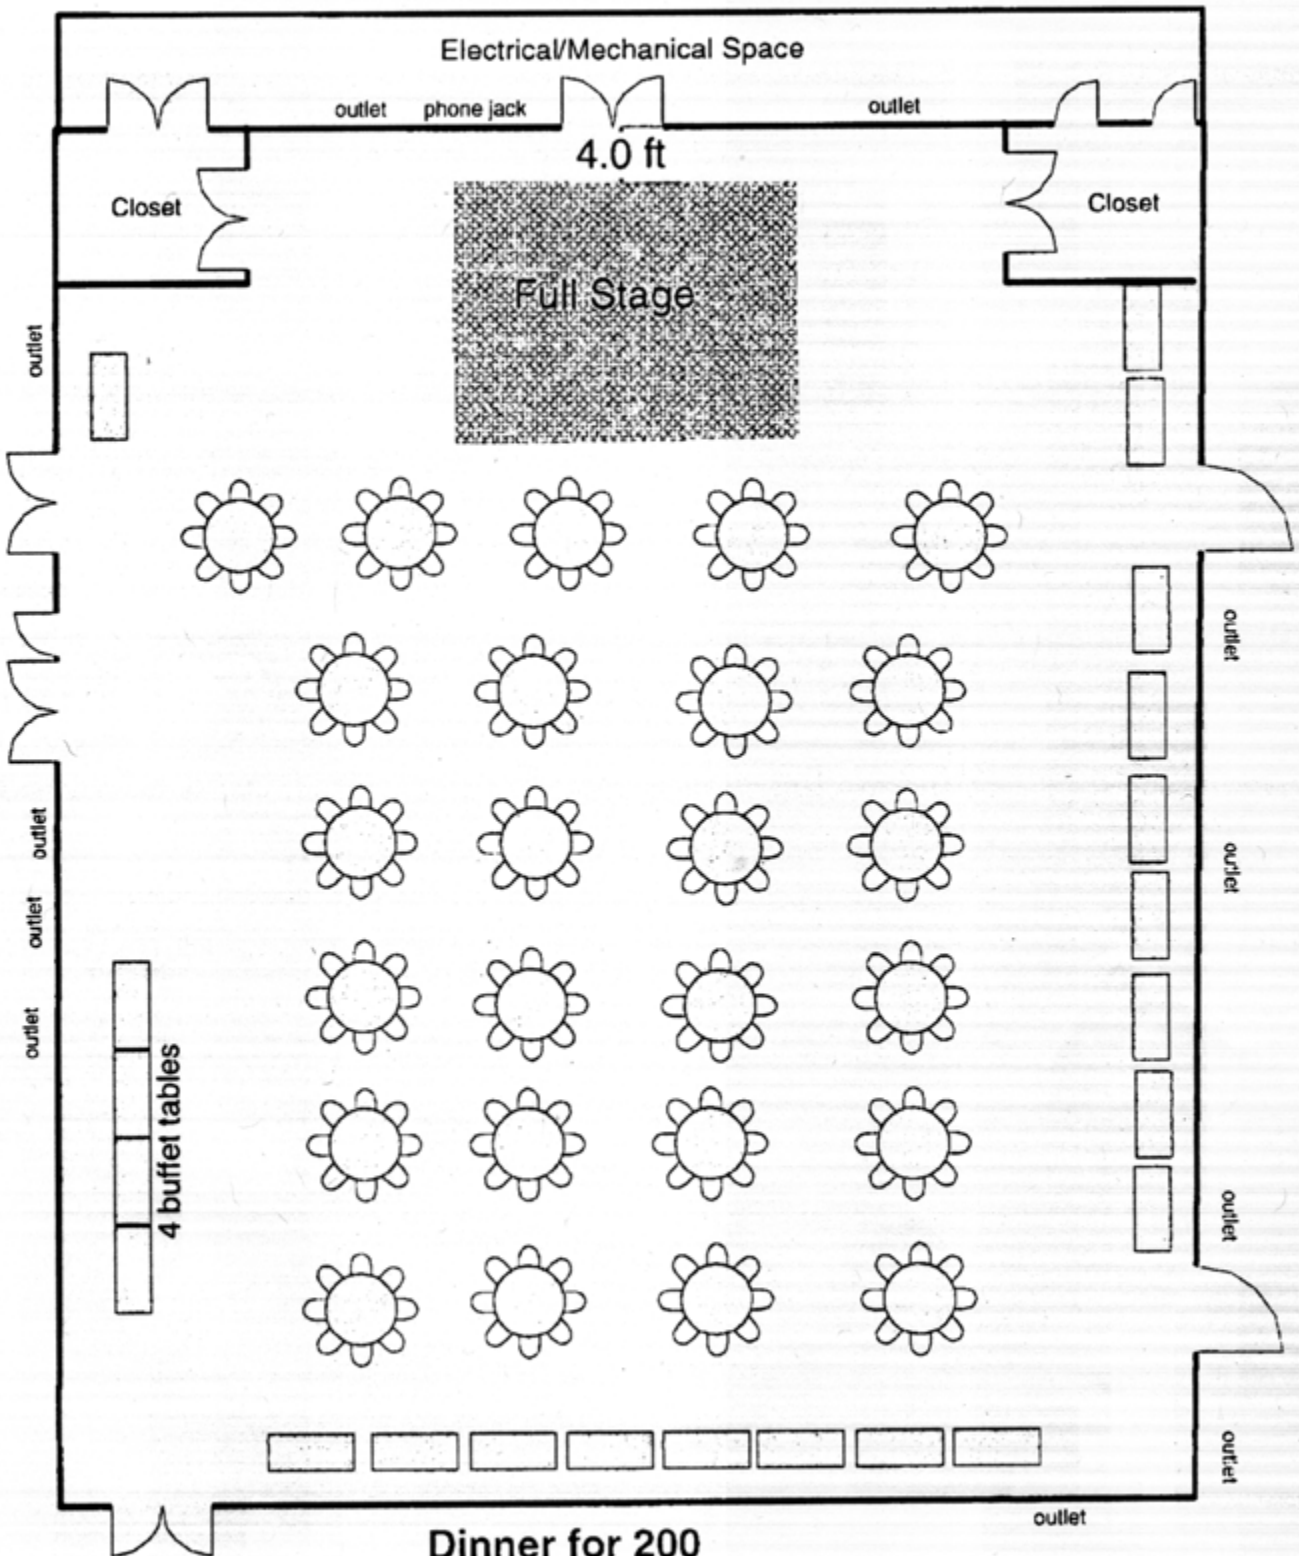 Electrical/Mechanical Space
outlet
phone jack
outlet
4.0 ft
Closet
Closet
Full Stage
outlet
outlet
outlet
outlet
outlet
outlet
4 buffet tables
outlet
outlet
outlet
Dinner for 200